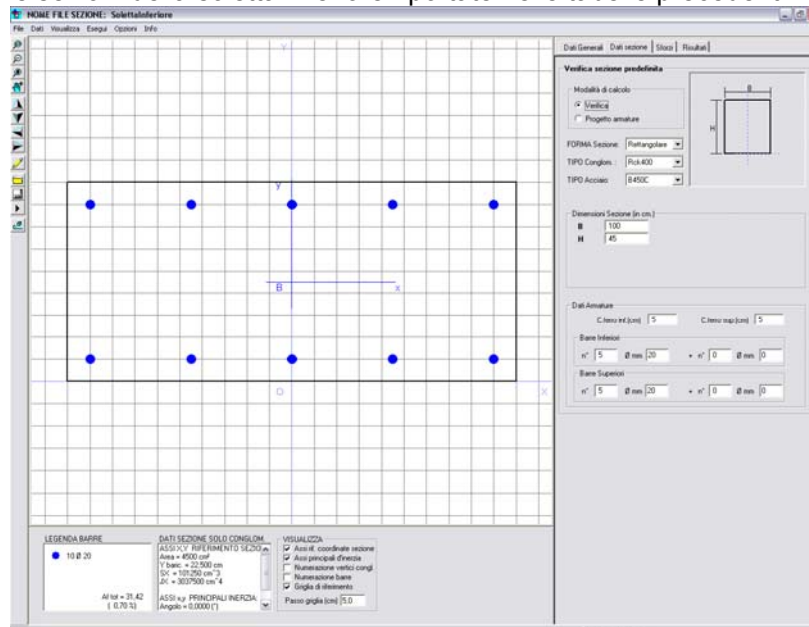 NOME FILE SEZIONE: SolettaInferiore
File Dati Visualizza Esegui Opzioni Info
Dati Generali Dati sezione Sforzi Risultati
Verifica sezione predefinita
Modalità di calcolo
Verifica
Progetto armature
B
H
FORMA Sezione: Rettangolare
TIPO Conglom.: Rck400
TIPO Acciaio: B450C
Dimensioni Sezione (in cm.)
B 100
H 45
Dati Armature
5
5
Barre Inferiori
n° 5 Ø mm 20 + n° 0 Ø mm 0
Barre Superiori
n° 5 Ø mm 20 + n° 0 Ø mm 0
Y
y
B
x
O
X
LEGENDA BARRE
10 Ø 20
Af tot = 31,42
( 0,70 %)
DATI SEZIONE SOLO CONGLOM.
ASSI X,Y RIFERIMENTO SEZIO
Area = 4500 cm²
Y baric. = 22,500 cm
SX = 101250 cm^3
JX = 3037500 cm^4
ASSI x,y PRINCIPALI INERZIA:
Angolo = 0,0000 (°)
VISUALIZZA
Assi rif. coordinate sezione
Assi principali d'inerzia
Numerazione vertici congl.
Numerazione barre
Griglia di riferimento
Passo griglia (cm) 5,0